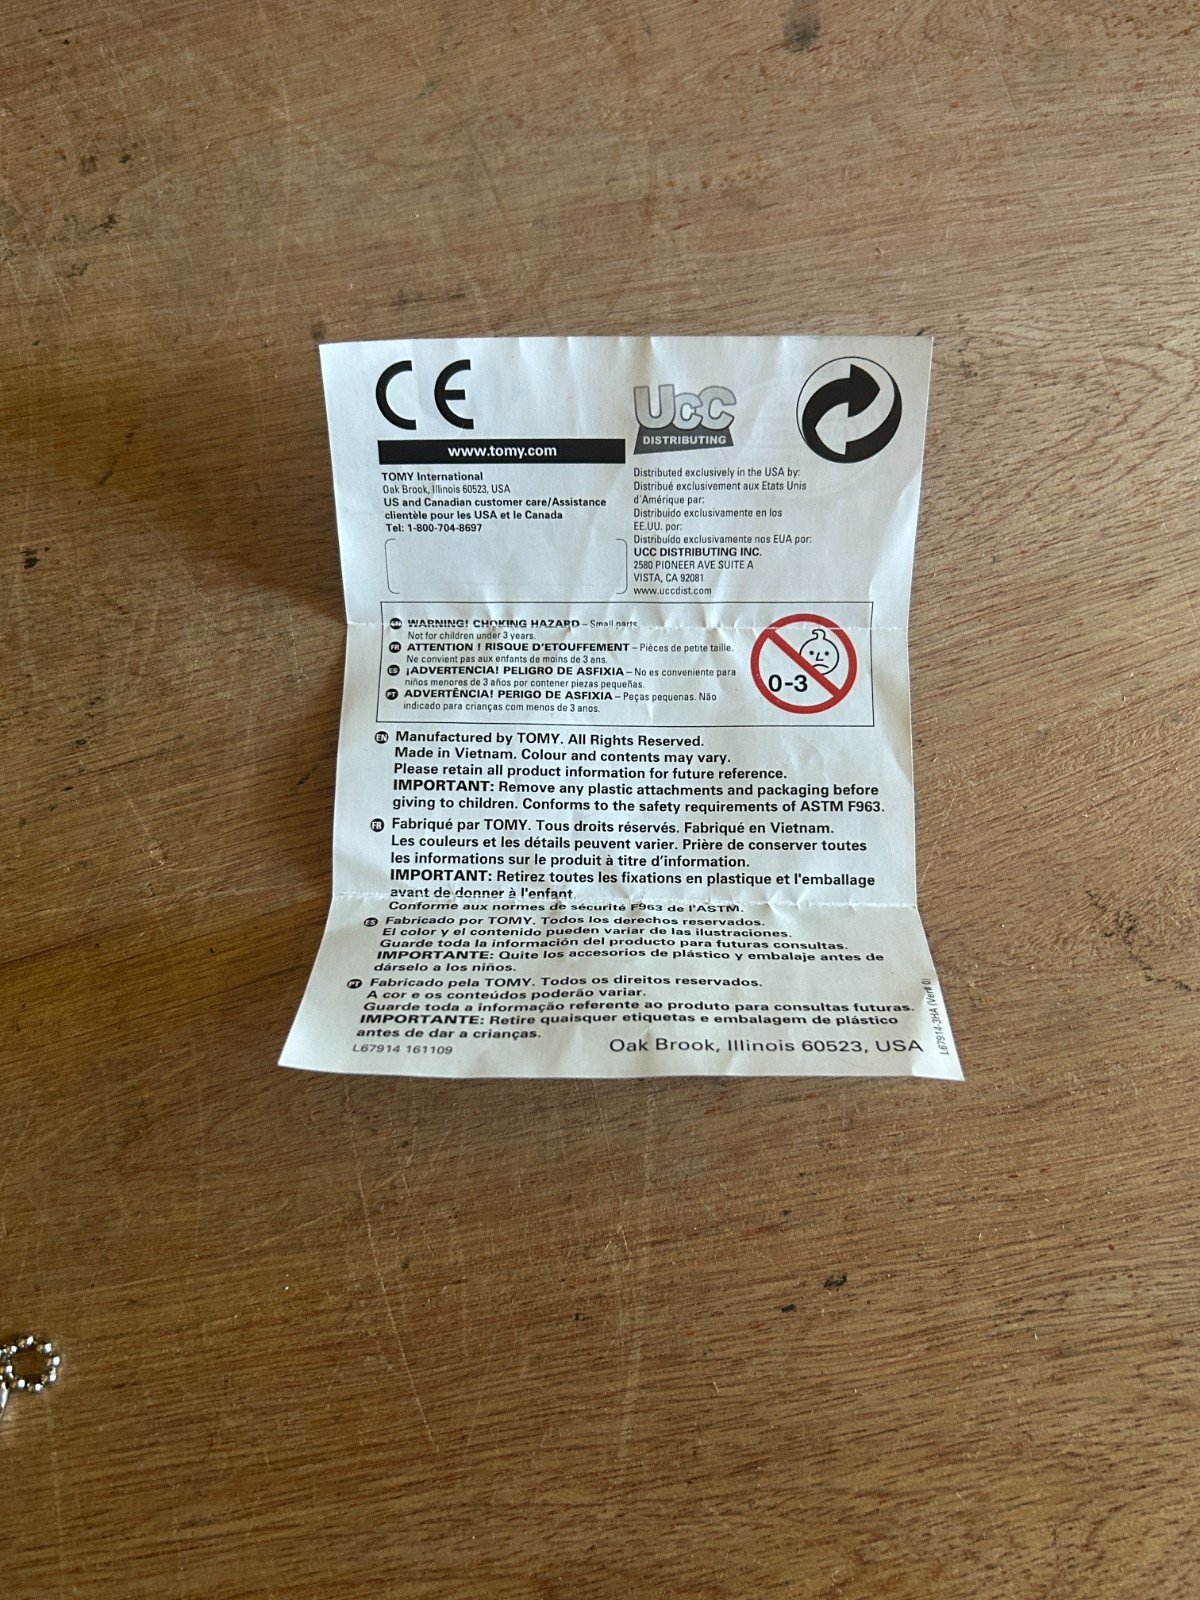 CE
www.tomy.com
TOMY International
Oak Brook, Illinois 60523, USA
US and Canadian customer care/Assistance
clientèle pour les USA et le Canada
Tel: 1-800-704-8697
UCC
DISTRIBUTING
Distributed exclusively in the USA by:
Distribué exclusivement aux Etats Unis
d'Amérique par:
Distribuido exclusivamente en los
EE.UU. por:
Distribuído exclusivamente nos EUA por:
UCC DISTRIBUTING INC.
2580 PIONEER AVE SUITE A
VISTA, CA 92081
www.uccdist.com
EN WARNING! CHOKING HAZARD – Small parts.
Not for children under 3 years.
FR ATTENTION ! RISQUE D'ETOUFFEMENT – Pièces de petite taille.
Ne convient pas aux enfants de moins de 3 ans.
ES ¡ADVERTENCIA! PELIGRO DE ASFIXIA – No es conveniente para
niños menores de 3 años por contener piezas pequeñas.
PT ADVERTÊNCIA! PERIGO DE ASFIXIA – Peças pequenas. Não
indicado para crianças com menos de 3 anos.
0-3
EN Manufactured by TOMY. All Rights Reserved.
Made in Vietnam. Colour and contents may vary.
Please retain all product information for future reference.
IMPORTANT: Remove any plastic attachments and packaging before
giving to children. Conforms to the safety requirements of ASTM F963.
FR Fabriqué par TOMY. Tous droits réservés. Fabriqué en Vietnam.
Les couleurs et les détails peuvent varier. Prière de conserver toutes
les informations sur le produit à titre d'information.
IMPORTANT: Retirez toutes les fixations en plastique et l'emballage
avant de donner à l'enfant.
Conforme aux normes de sécurité F963 de l'ASTM.
ES Fabricado por TOMY. Todos los derechos reservados.
El color y el contenido pueden variar de las ilustraciones.
Guarde toda la información del producto para futuras consultas.
IMPORTANTE: Quite los accesorios de plástico y embalaje antes de
dárselo a los niños.
PT Fabricado pela TOMY. Todos os direitos reservados.
A cor e os conteúdos poderão variar.
Guarde toda a informação referente ao produto para consultas futuras.
IMPORTANTE: Retire quaisquer etiquetas e embalagem de plástico
antes de dar a crianças.
L67914 161109
Oak Brook, Illinois 60523, USA
L67914-3HA (Ver# 0)